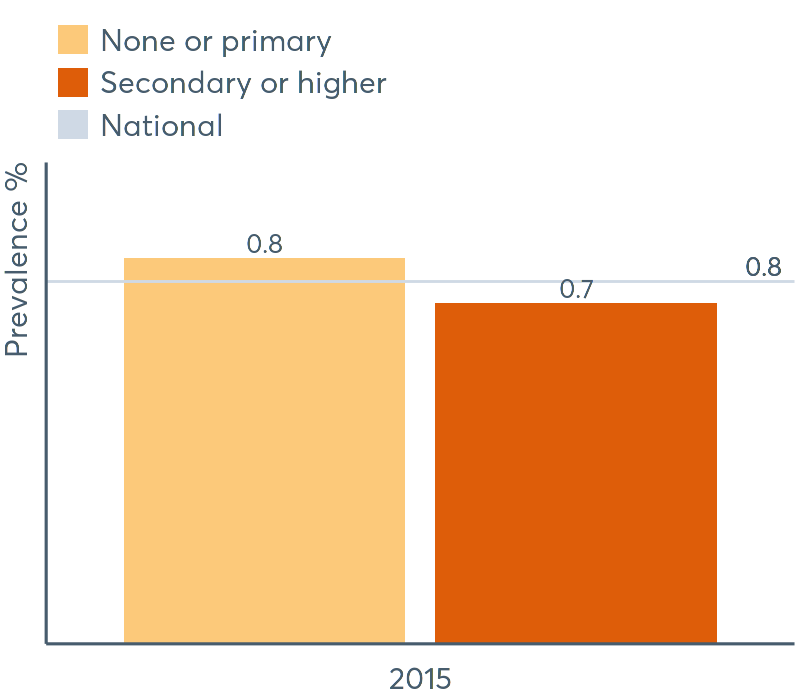 None or primary
Secondary or higher
National
Prevalence %
0.8
0.8
0.7
2015